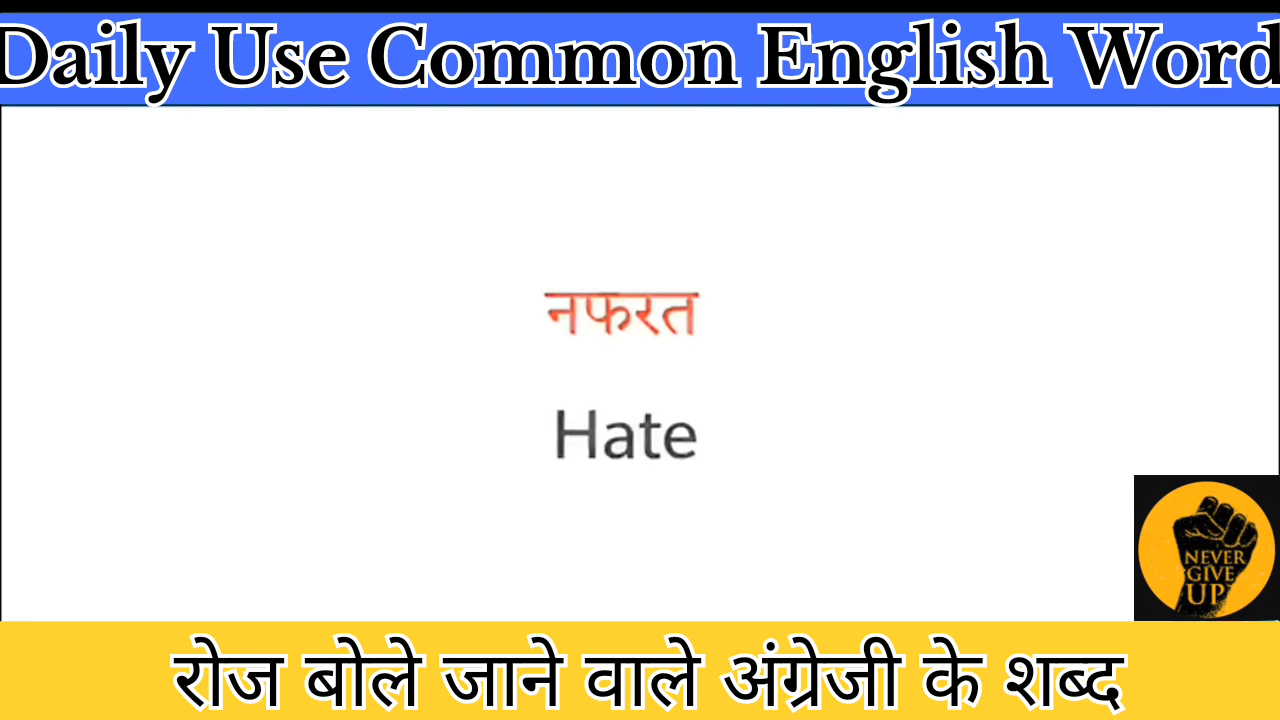 Daily Use Common English Word
नफरत
Hate
NEVER
GIVE
UP
रोज बोले जाने वाले अंग्रेजी के शब्द